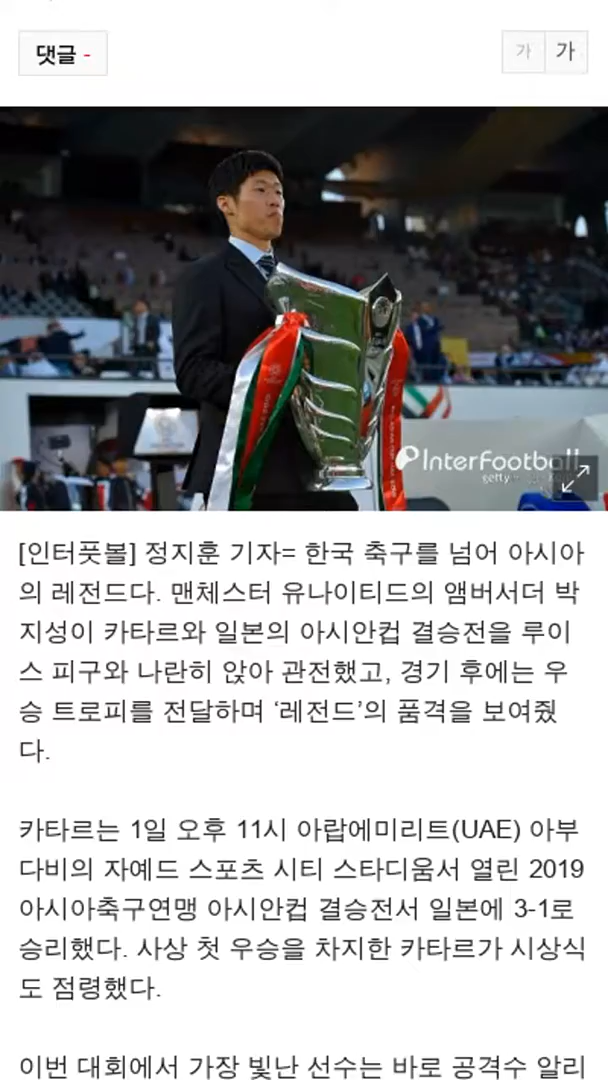 댓글 -
가 가
InterFootball
getty
[인터풋볼] 정지훈 기자= 한국 축구를 넘어 아시아
의 레전드다. 맨체스터 유나이티드의 앰버서더 박
지성이 카타르와 일본의 아시안컵 결승전을 루이
스 피구와 나란히 앉아 관전했고, 경기 후에는 우
승 트로피를 전달하며 ‘레전드’의 품격을 보여줬
다.
카타르는 1일 오후 11시 아랍에미리트(UAE) 아부
다비의 자예드 스포츠 시티 스타디움서 열린 2019
아시아축구연맹 아시안컵 결승전서 일본에 3-1로
승리했다. 사상 첫 우승을 차지한 카타르가 시상식
도 점령했다.
이번 대회에서 가장 빛난 선수는 바로 공격수 알리